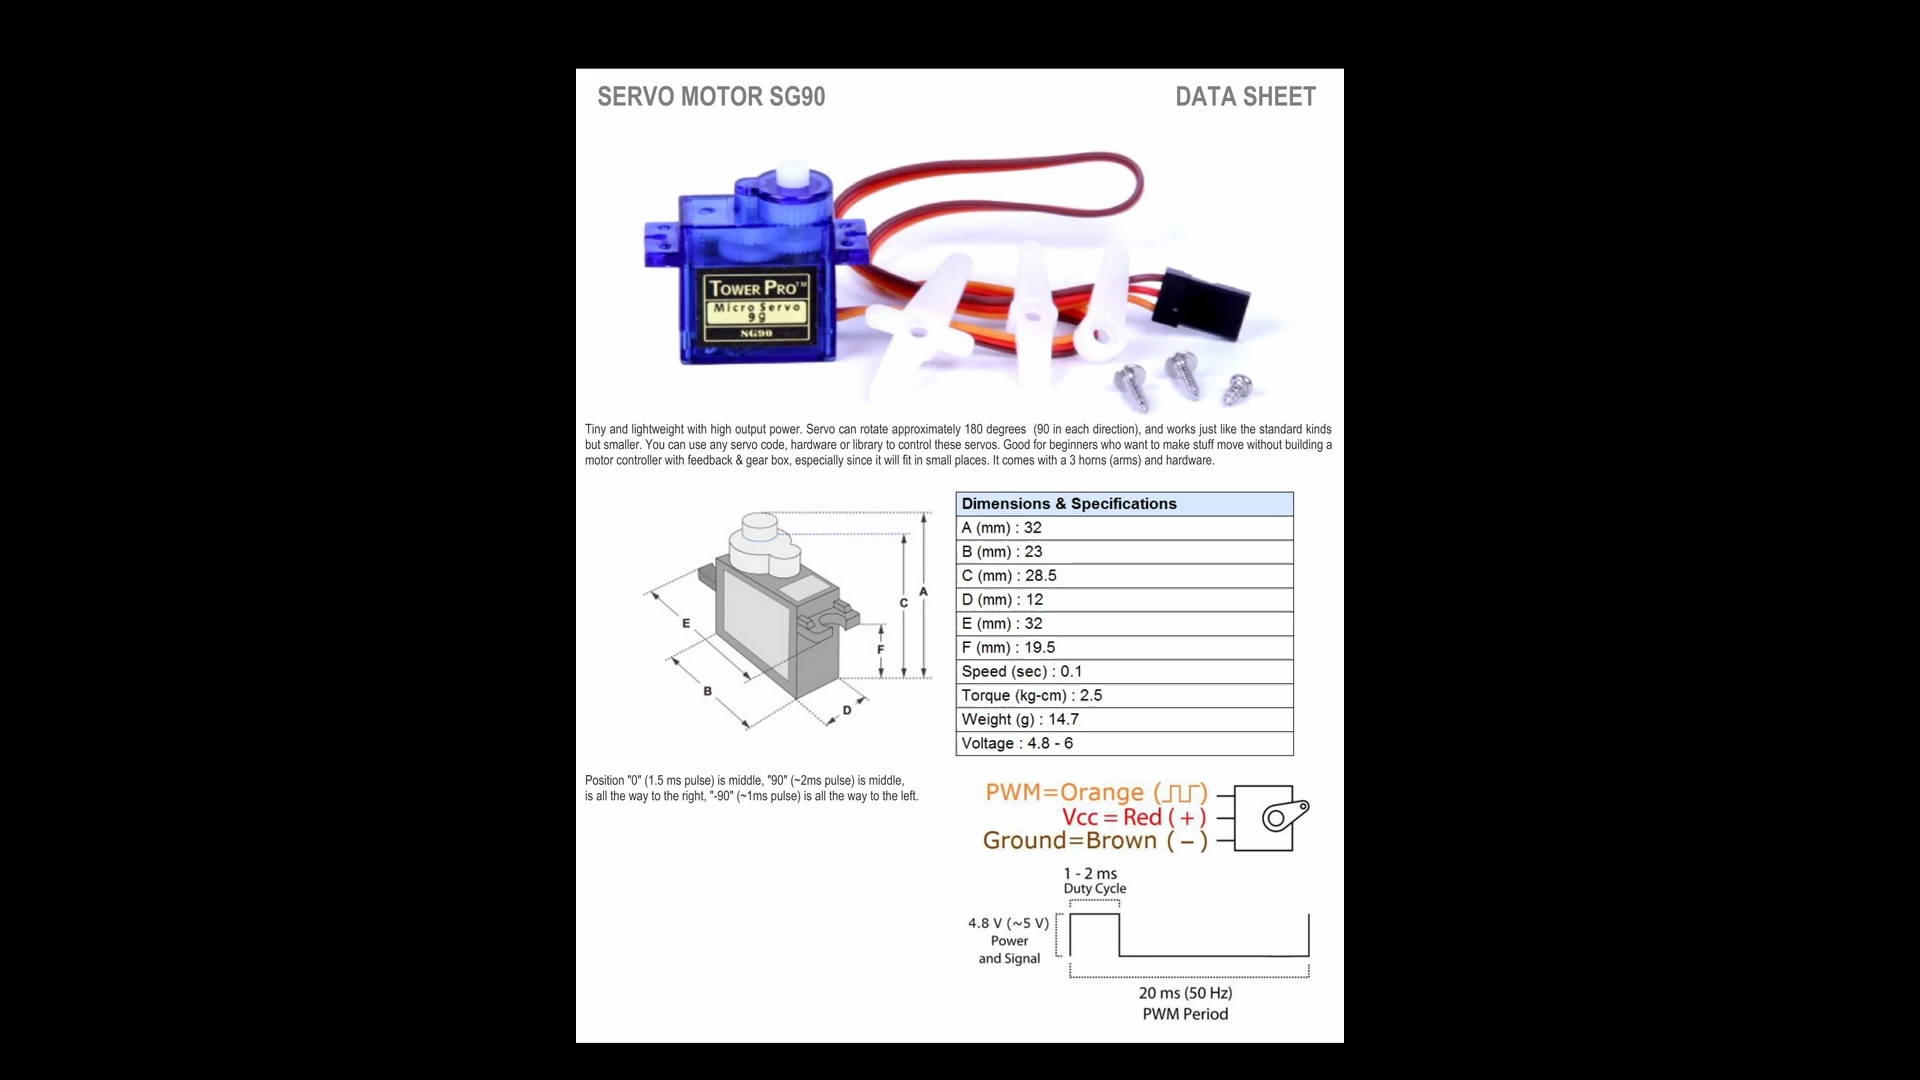 SERVO MOTOR SG90 DATA SHEET
TOWER PRO™
Micro Servo
9g
SG90
Tiny and lightweight with high output power. Servo can rotate approximately 180 degrees  (90 in each direction), and works just like the standard kinds
but smaller. You can use any servo code, hardware or library to control these servos. Good for beginners who want to make stuff move without building a
motor controller with feedback & gear box, especially since it will fit in small places. It comes with a 3 horns (arms) and hardware.
A
C
E
F
B
D
Dimensions & Specifications
A (mm) : 32
B (mm) : 23
C (mm) : 28.5
D (mm) : 12
E (mm) : 32
F (mm) : 19.5
Speed (sec) : 0.1
Torque (kg-cm) : 2.5
Weight (g) : 14.7
Voltage : 4.8 - 6
Position "0" (1.5 ms pulse) is middle, "90" (~2ms pulse) is middle,
is all the way to the right, "-90" (~1ms pulse) is all the way to the left.
PWM=Orange ( )
Vcc = Red ( + )
Ground=Brown ( − )
1 - 2 ms
Duty Cycle
4.8 V (~5 V)
Power
and Signal
20 ms (50 Hz)
PWM Period